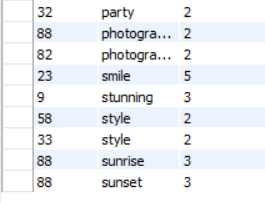 32 party 2
88 photogra... 2
82 photogra... 2
23 smile 5
9 stunning 3
58 style 2
33 style 2
88 sunrise 3
88 sunset 3